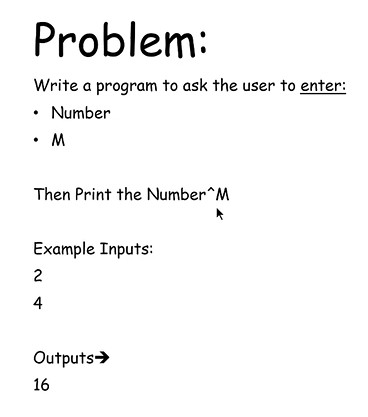 Problem:
Write a program to ask the user to enter:
• Number
• M
Then Print the Number^M
Example Inputs:
2
4
Outputs➔
16